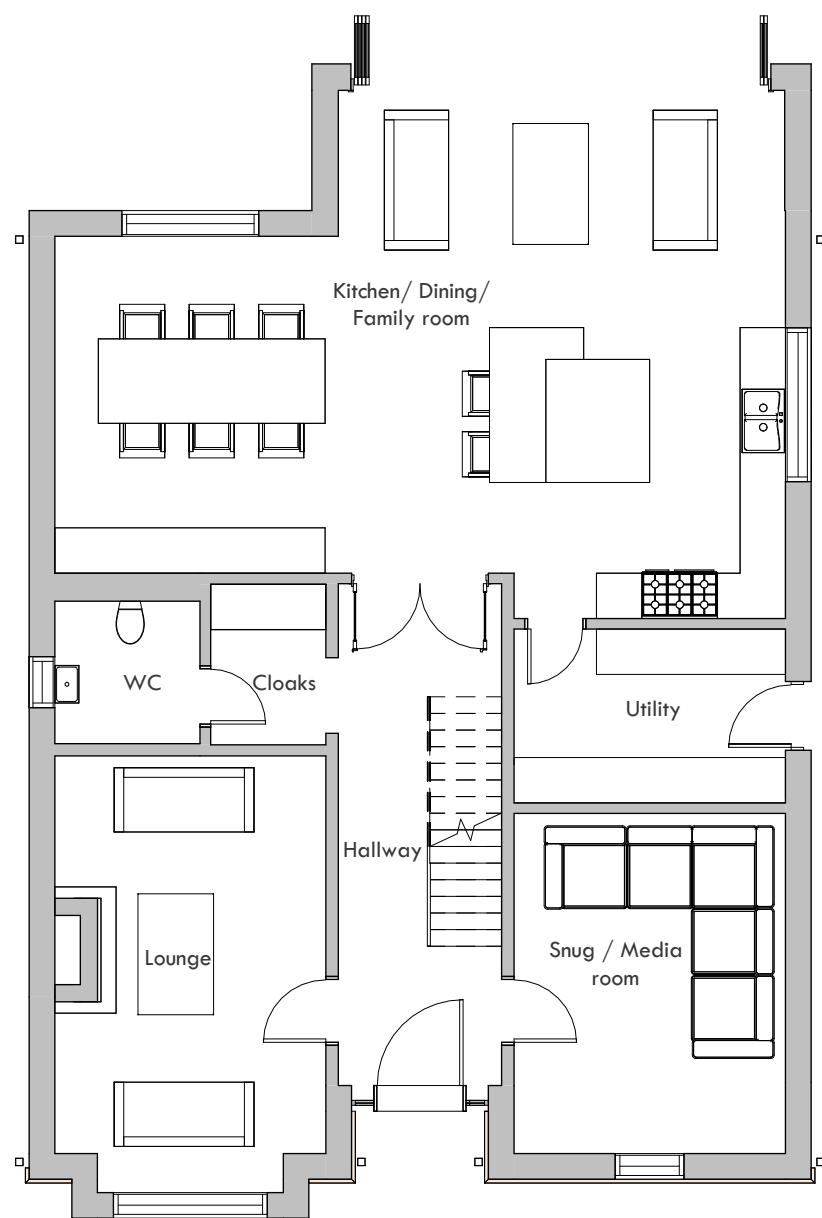 Kitchen/ Dining/
Family room
WC
Cloaks
Utility
Hallway
Lounge
Snug / Media
room